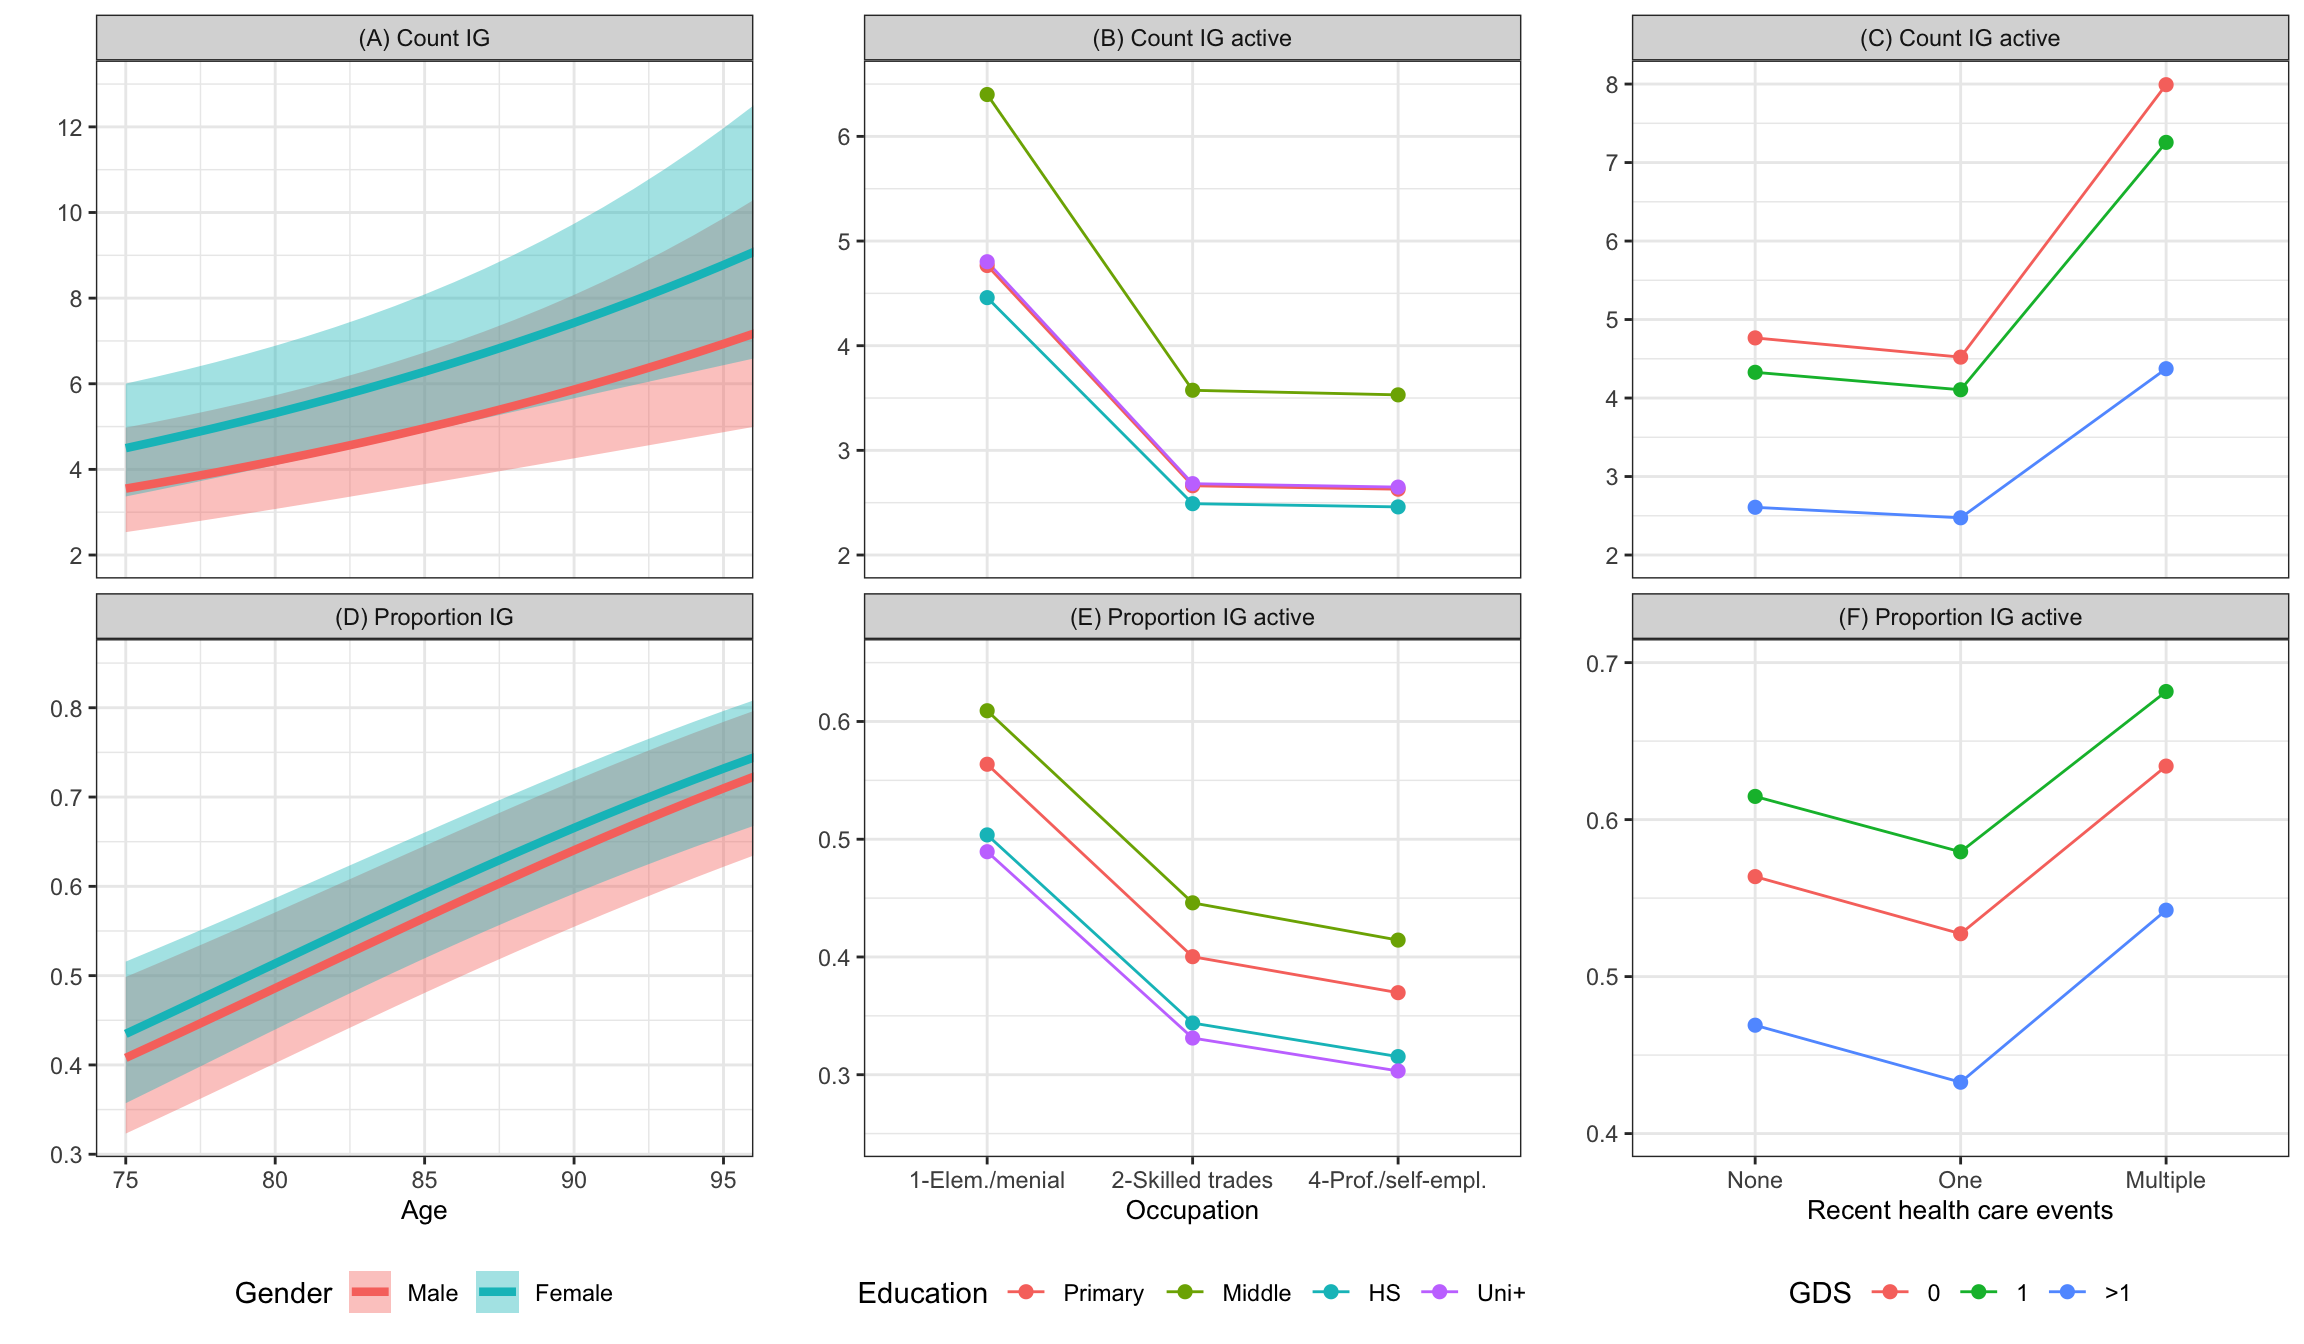 (A) Count IG
(B) Count IG active
(C) Count IG active
12
10
8
6
4
2
6
5
4
3
2
8
7
6
5
4
3
2
(D) Proportion IG
(E) Proportion IG active
(F) Proportion IG active
0.8
0.7
0.6
0.5
0.4
0.3
0.6
0.5
0.4
0.3
0.7
0.6
0.5
0.4
75 80 85 90 95
1-Elem./menial 2-Skilled trades 4-Prof./self-empl.
None One Multiple
Age
Occupation
Recent health care events
Gender Male Female
Education Primary Middle HS Uni+
GDS 0 1 >1